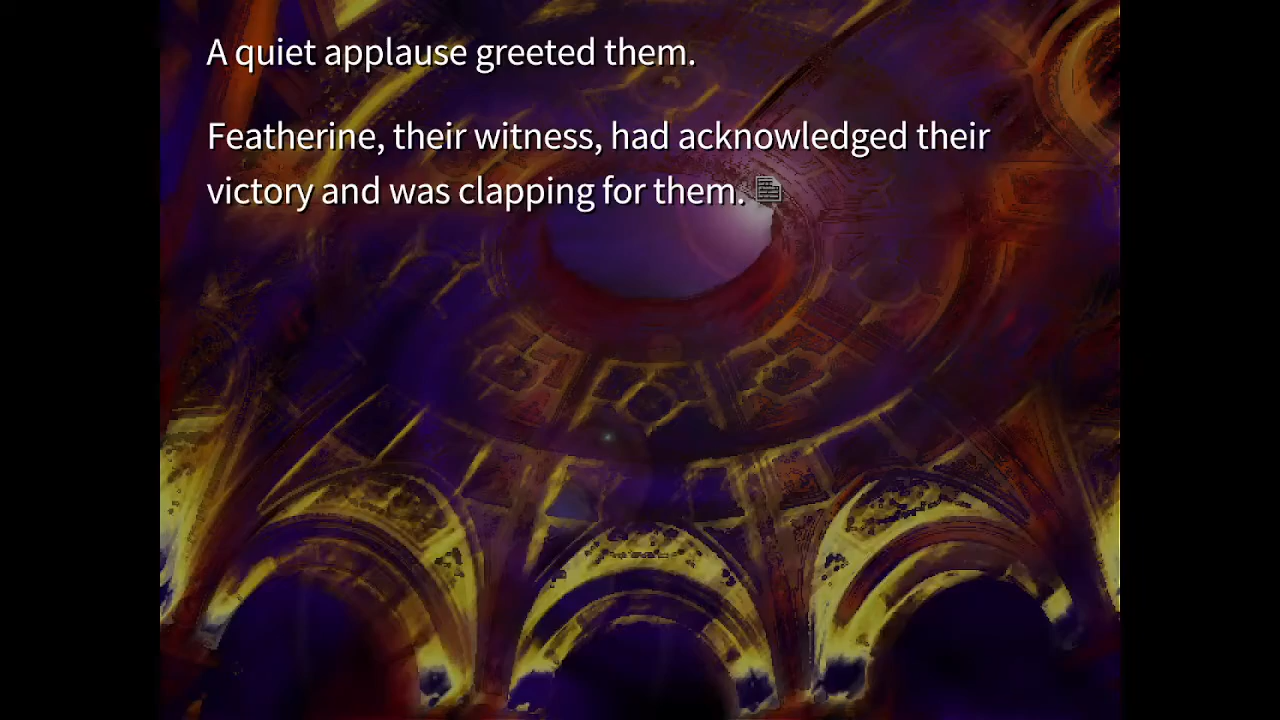 A quiet applause greeted them.
Featherine, their witness, had acknowledged their
victory and was clapping for them.